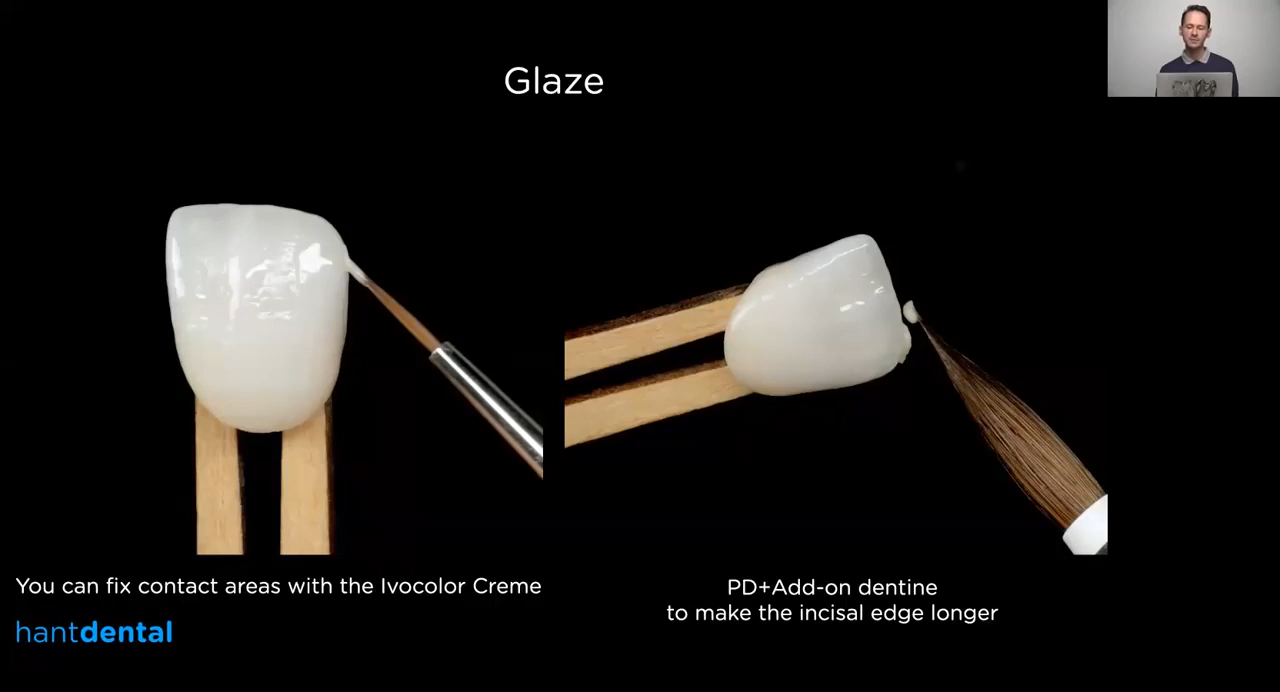 Glaze
You can fix contact areas with the Ivocolor Creme
PD+Add-on dentine
to make the incisal edge longer
hantdental